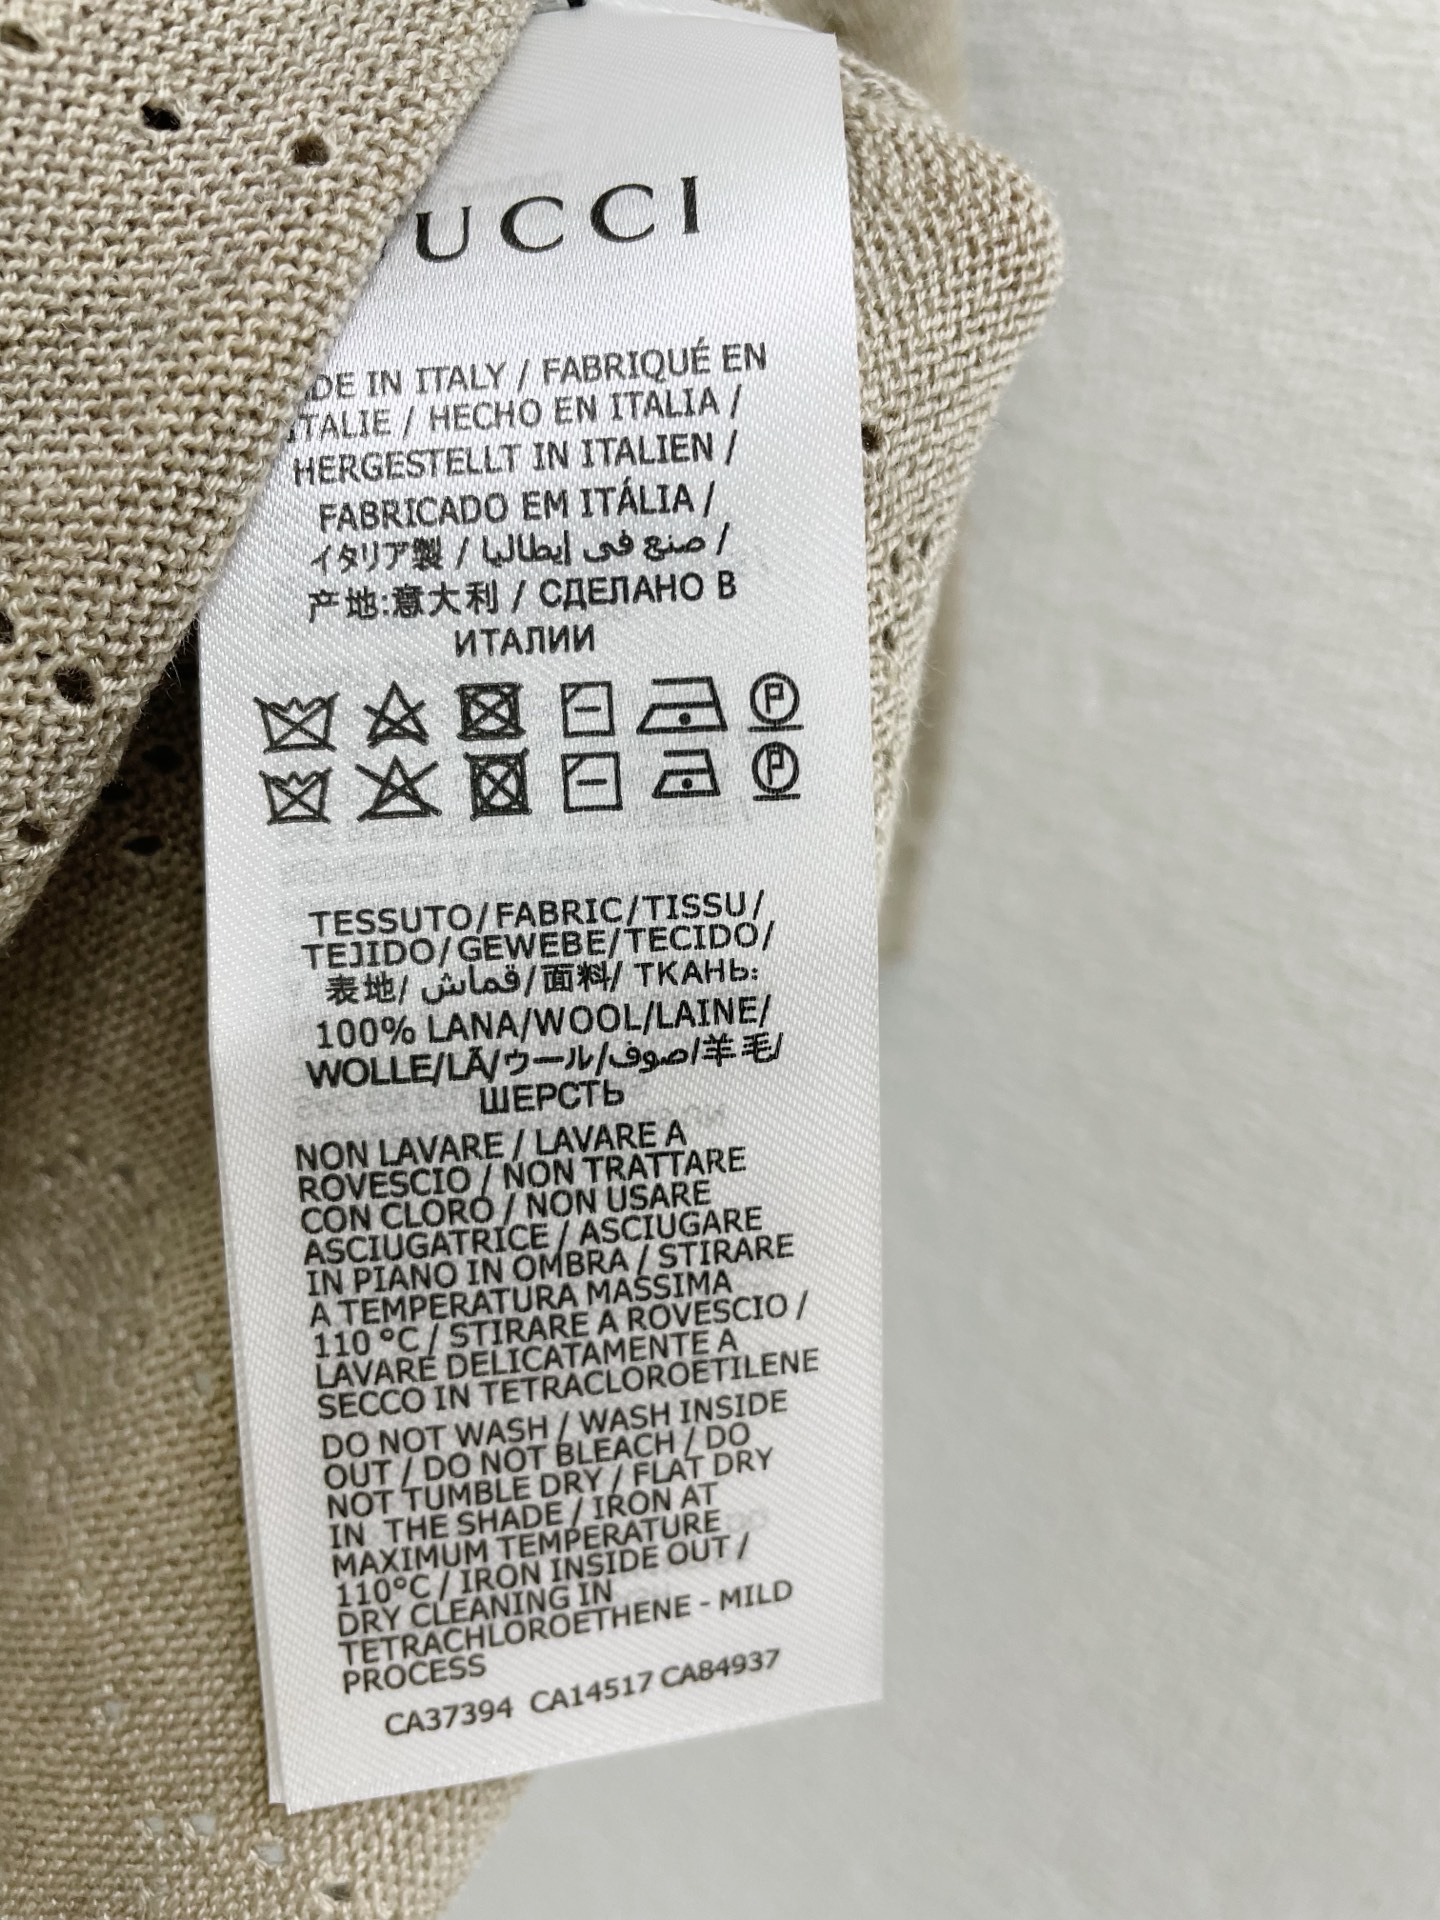 UCCI
DE IN ITALY / FABRIQUÉ EN
ITALIE / HECHO EN ITALIA /
HERGESTELLT IN ITALIEN /
FABRICADO EM ITÁLIA /
イタリア製 / صنع في إيطاليا /
产地:意大利 / СДЕЛАНО В
ИТАЛИИ
TESSUTO/FABRIC/TISSU/
TEJIDO/GEWEBE/TECIDO/
表地/ قماش/面料/ ТКАНЬ:
100% LANA/WOOL/LAINE/
WOLLE/LÃ/ウール/صوف/羊毛/
ШЕРСТЬ
NON LAVARE / LAVARE A
ROVESCIO / NON TRATTARE
CON CLORO / NON USARE
ASCIUGATRICE / ASCIUGARE
IN PIANO IN OMBRA / STIRARE
A TEMPERATURA MASSIMA
110 °C / STIRARE A ROVESCIO /
LAVARE DELICATAMENTE A
SECCO IN TETRACLOROETILENE
DO NOT WASH / WASH INSIDE
OUT / DO NOT BLEACH / DO
NOT TUMBLE DRY / FLAT DRY
IN THE SHADE / IRON AT
MAXIMUM TEMPERATURE
110°C / IRON INSIDE OUT /
DRY CLEANING IN
TETRACHLOROETHENE - MILD
PROCESS
CA37394 CA14517 CA84937